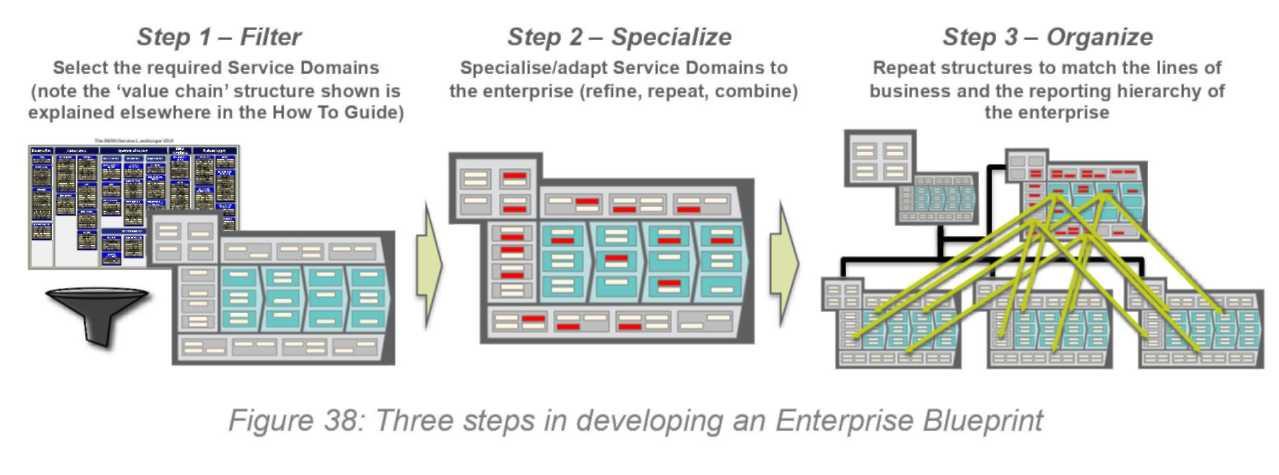 Step 1 – Filter
Select the required Service Domains
(note the ‘value chain’ structure shown is
explained elsewhere in the How To Guide)
Step 2 – Specialize
Specialise/adapt Service Domains to
the enterprise (refine, repeat, combine)
Step 3 – Organize
Repeat structures to match the lines of
business and the reporting hierarchy of
the enterprise
Figure 38: Three steps in developing an Enterprise Blueprint